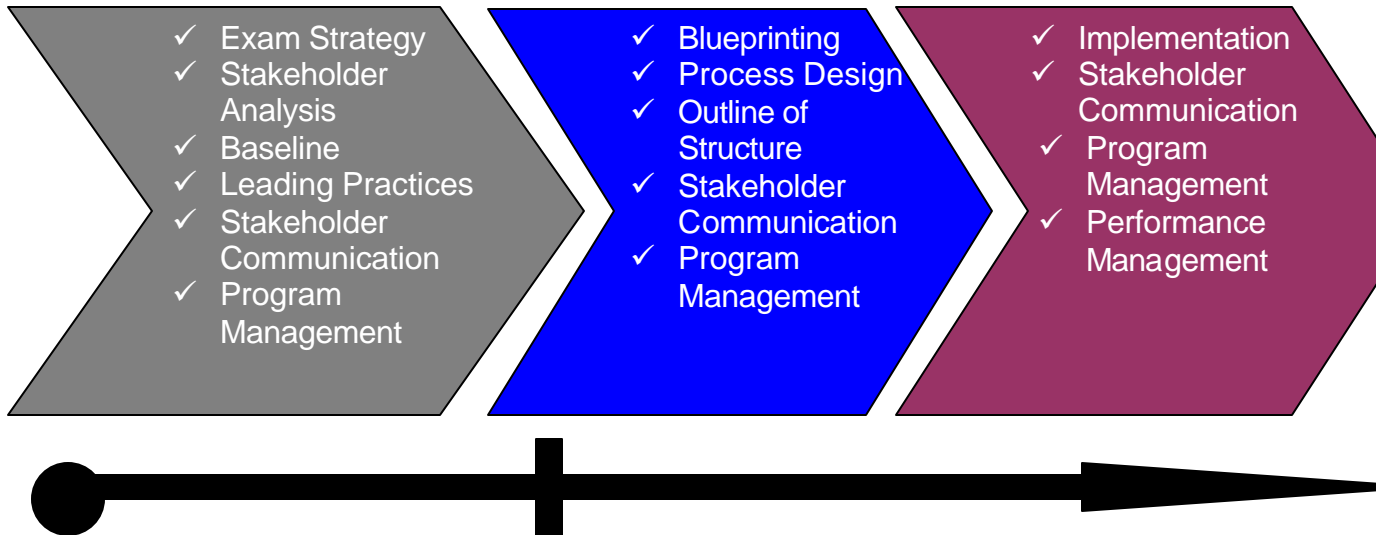 ✓ Exam Strategy
✓ Stakeholder
Analysis
✓ Baseline
✓ Leading Practices
✓ Stakeholder
Communication
✓ Program
Management
✓ Blueprinting
✓ Process Design
✓ Outline of
Structure
✓ Stakeholder
Communication
✓ Program
Management
✓ Implementation
✓ Stakeholder
Communication
✓ Program
Management
✓ Performance
Management